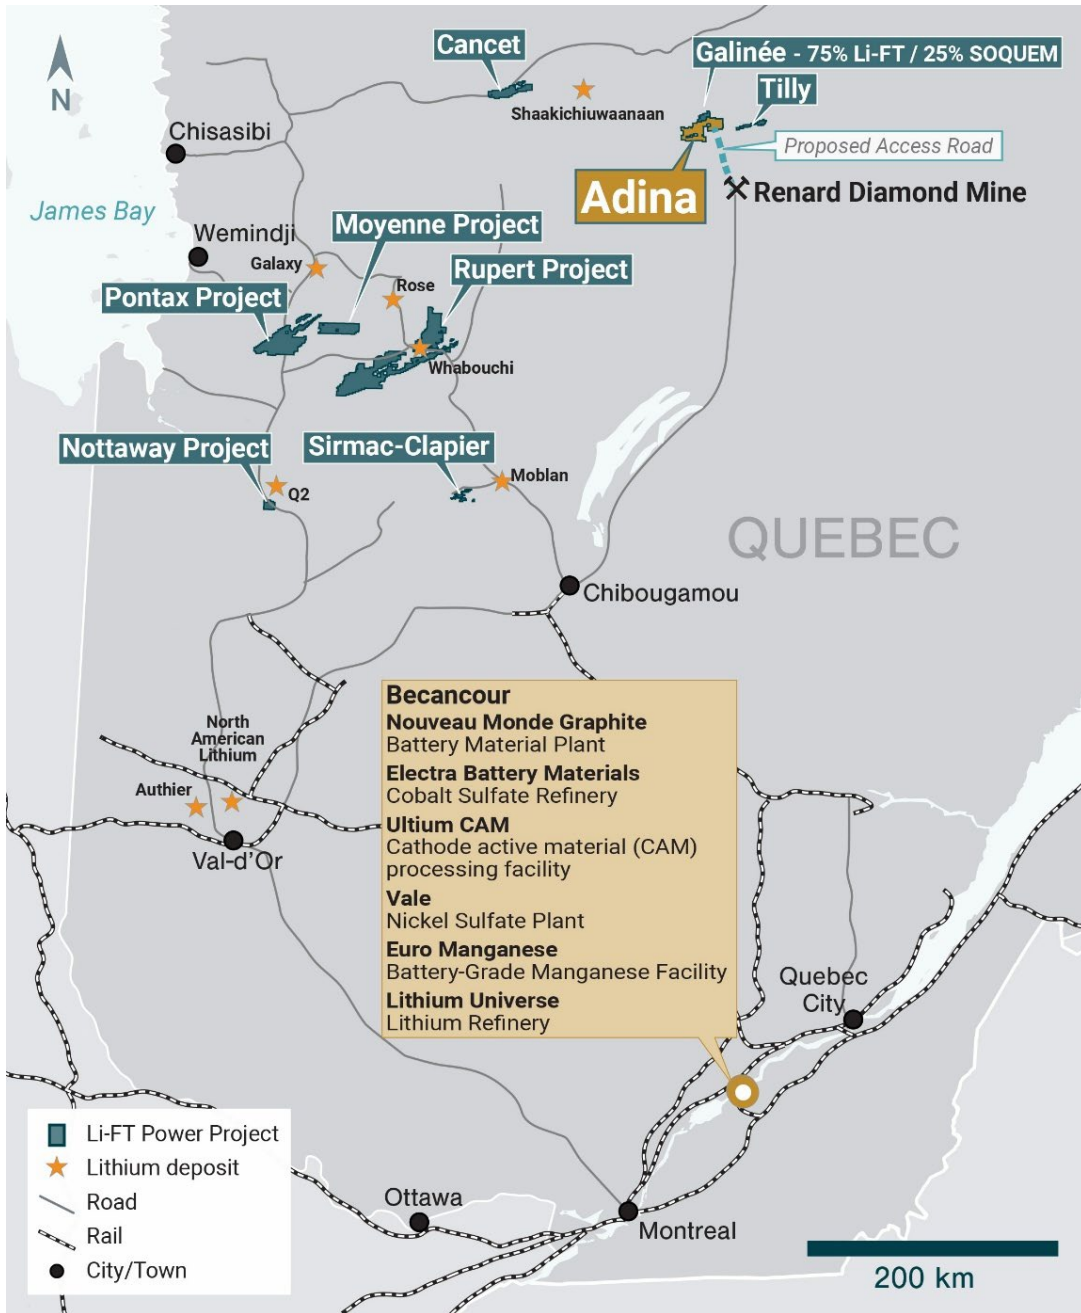 Cancet
Galinée - 75% Li-FT / 25% SOQUEM
Tilly
N
Shaakichiuwaanaan
Chisasibi
Proposed Access Road
Adina
Renard Diamond Mine
James Bay
Moyenne Project
Wemindji
Galaxy
Rupert Project
Rose
Pontax Project
Whabouchi
Nottaway Project
Sirmac-Clapier
Moblan
Q2
QUEBEC
Chibougamou
Becancour
Nouveau Monde Graphite
Battery Material Plant
Electra Battery Materials
Cobalt Sulfate Refinery
Ultium CAM
Cathode active material (CAM)
processing facility
Vale
Nickel Sulfate Plant
Euro Manganese
Battery-Grade Manganese Facility
Lithium Universe
Lithium Refinery
North
American
Lithium
Authier
Val-d'Or
Quebec
City
Li-FT Power Project
Lithium deposit
Road
Rail
City/Town
Ottawa
Montreal
200 km